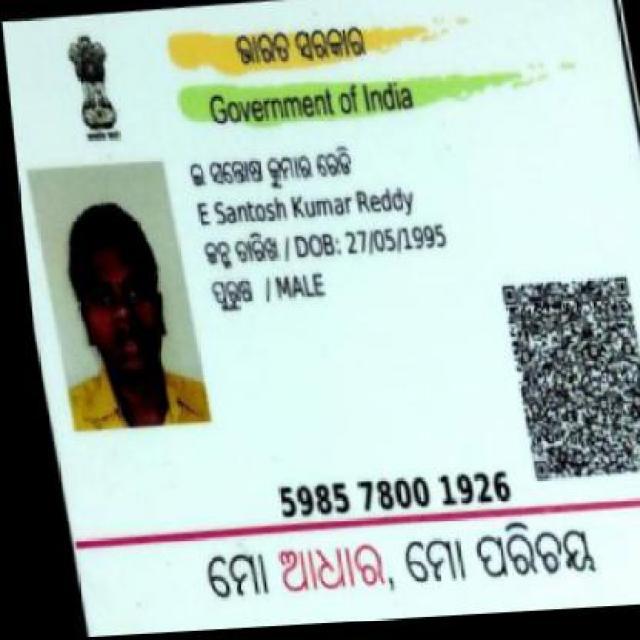 ଭାରତ ସରକାର
Government of India
ଇ ସନ୍ତୋଷ କୁମାର ରେଡି
E Santosh Kumar Reddy
ଜନ୍ମ ତାରିଖ / DOB: 27/05/1995
ପୁରୁଷ / MALE
5985 7800 1926
ମୋ ଆଧାର, ମୋ ପରିଚୟ